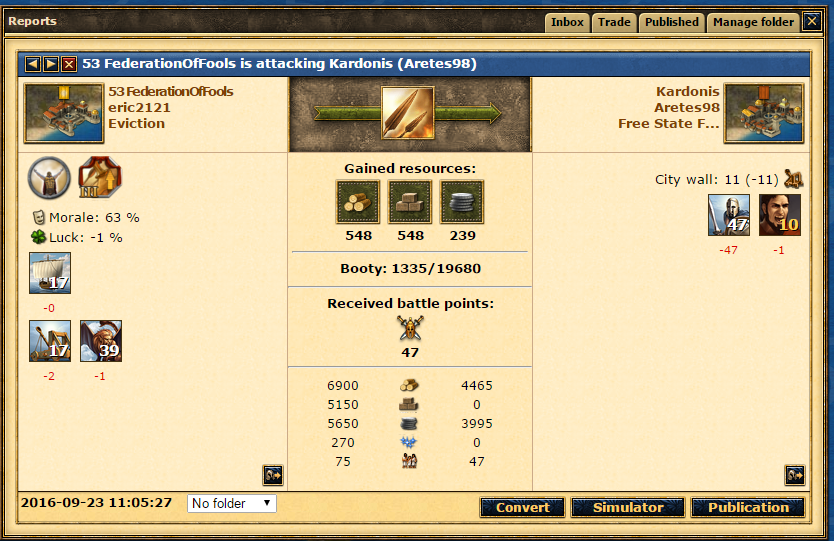 Reports
Inbox Trade Published Manage folder
53 FederationOfFools is attacking Kardonis (Aretes98)
53 FederationOfFools
eric2121
Eviction
Kardonis
Aretes98
Free State F...
Morale: 63 %
Luck: -1 %
17
-0
17 39
-2 -1
Gained resources:
548 548 239
Booty: 1335/19680
Received battle points:
47
6900 4465
5150 0
5650 3995
270 0
75 47
City wall: 11 (-11)
47 10
-47 -1
2016-09-23 11:05:27 No folder Convert Simulator Publication